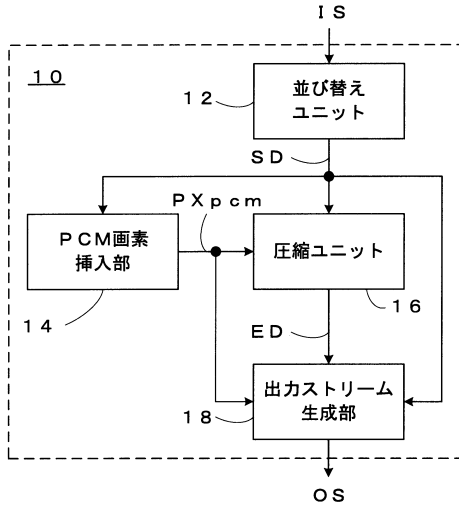 ＩＳ
１０
１２
並び替え
ユニット
ＳＤ
ＰＸｐｃｍ
ＰＣＭ画素
挿入部
圧縮ユニット
１４
１６
ＥＤ
出力ストリーム
生成部
１８
ＯＳ